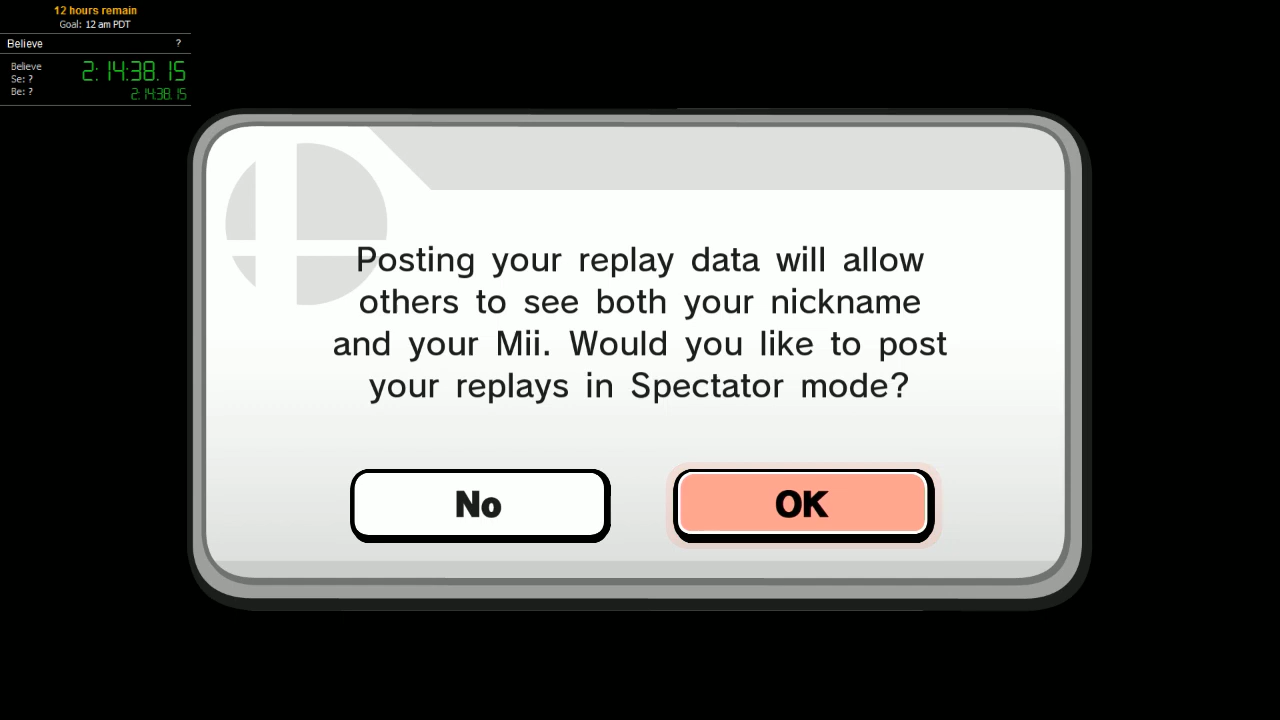 12 hours remain
Goal: 12 am PDT
Believe ?
Believe
Se: ?
Be: ?
2:14:38.15
2:14:38.15
Posting your replay data will allow
others to see both your nickname
and your Mii. Would you like to post
your replays in Spectator mode?
No
OK